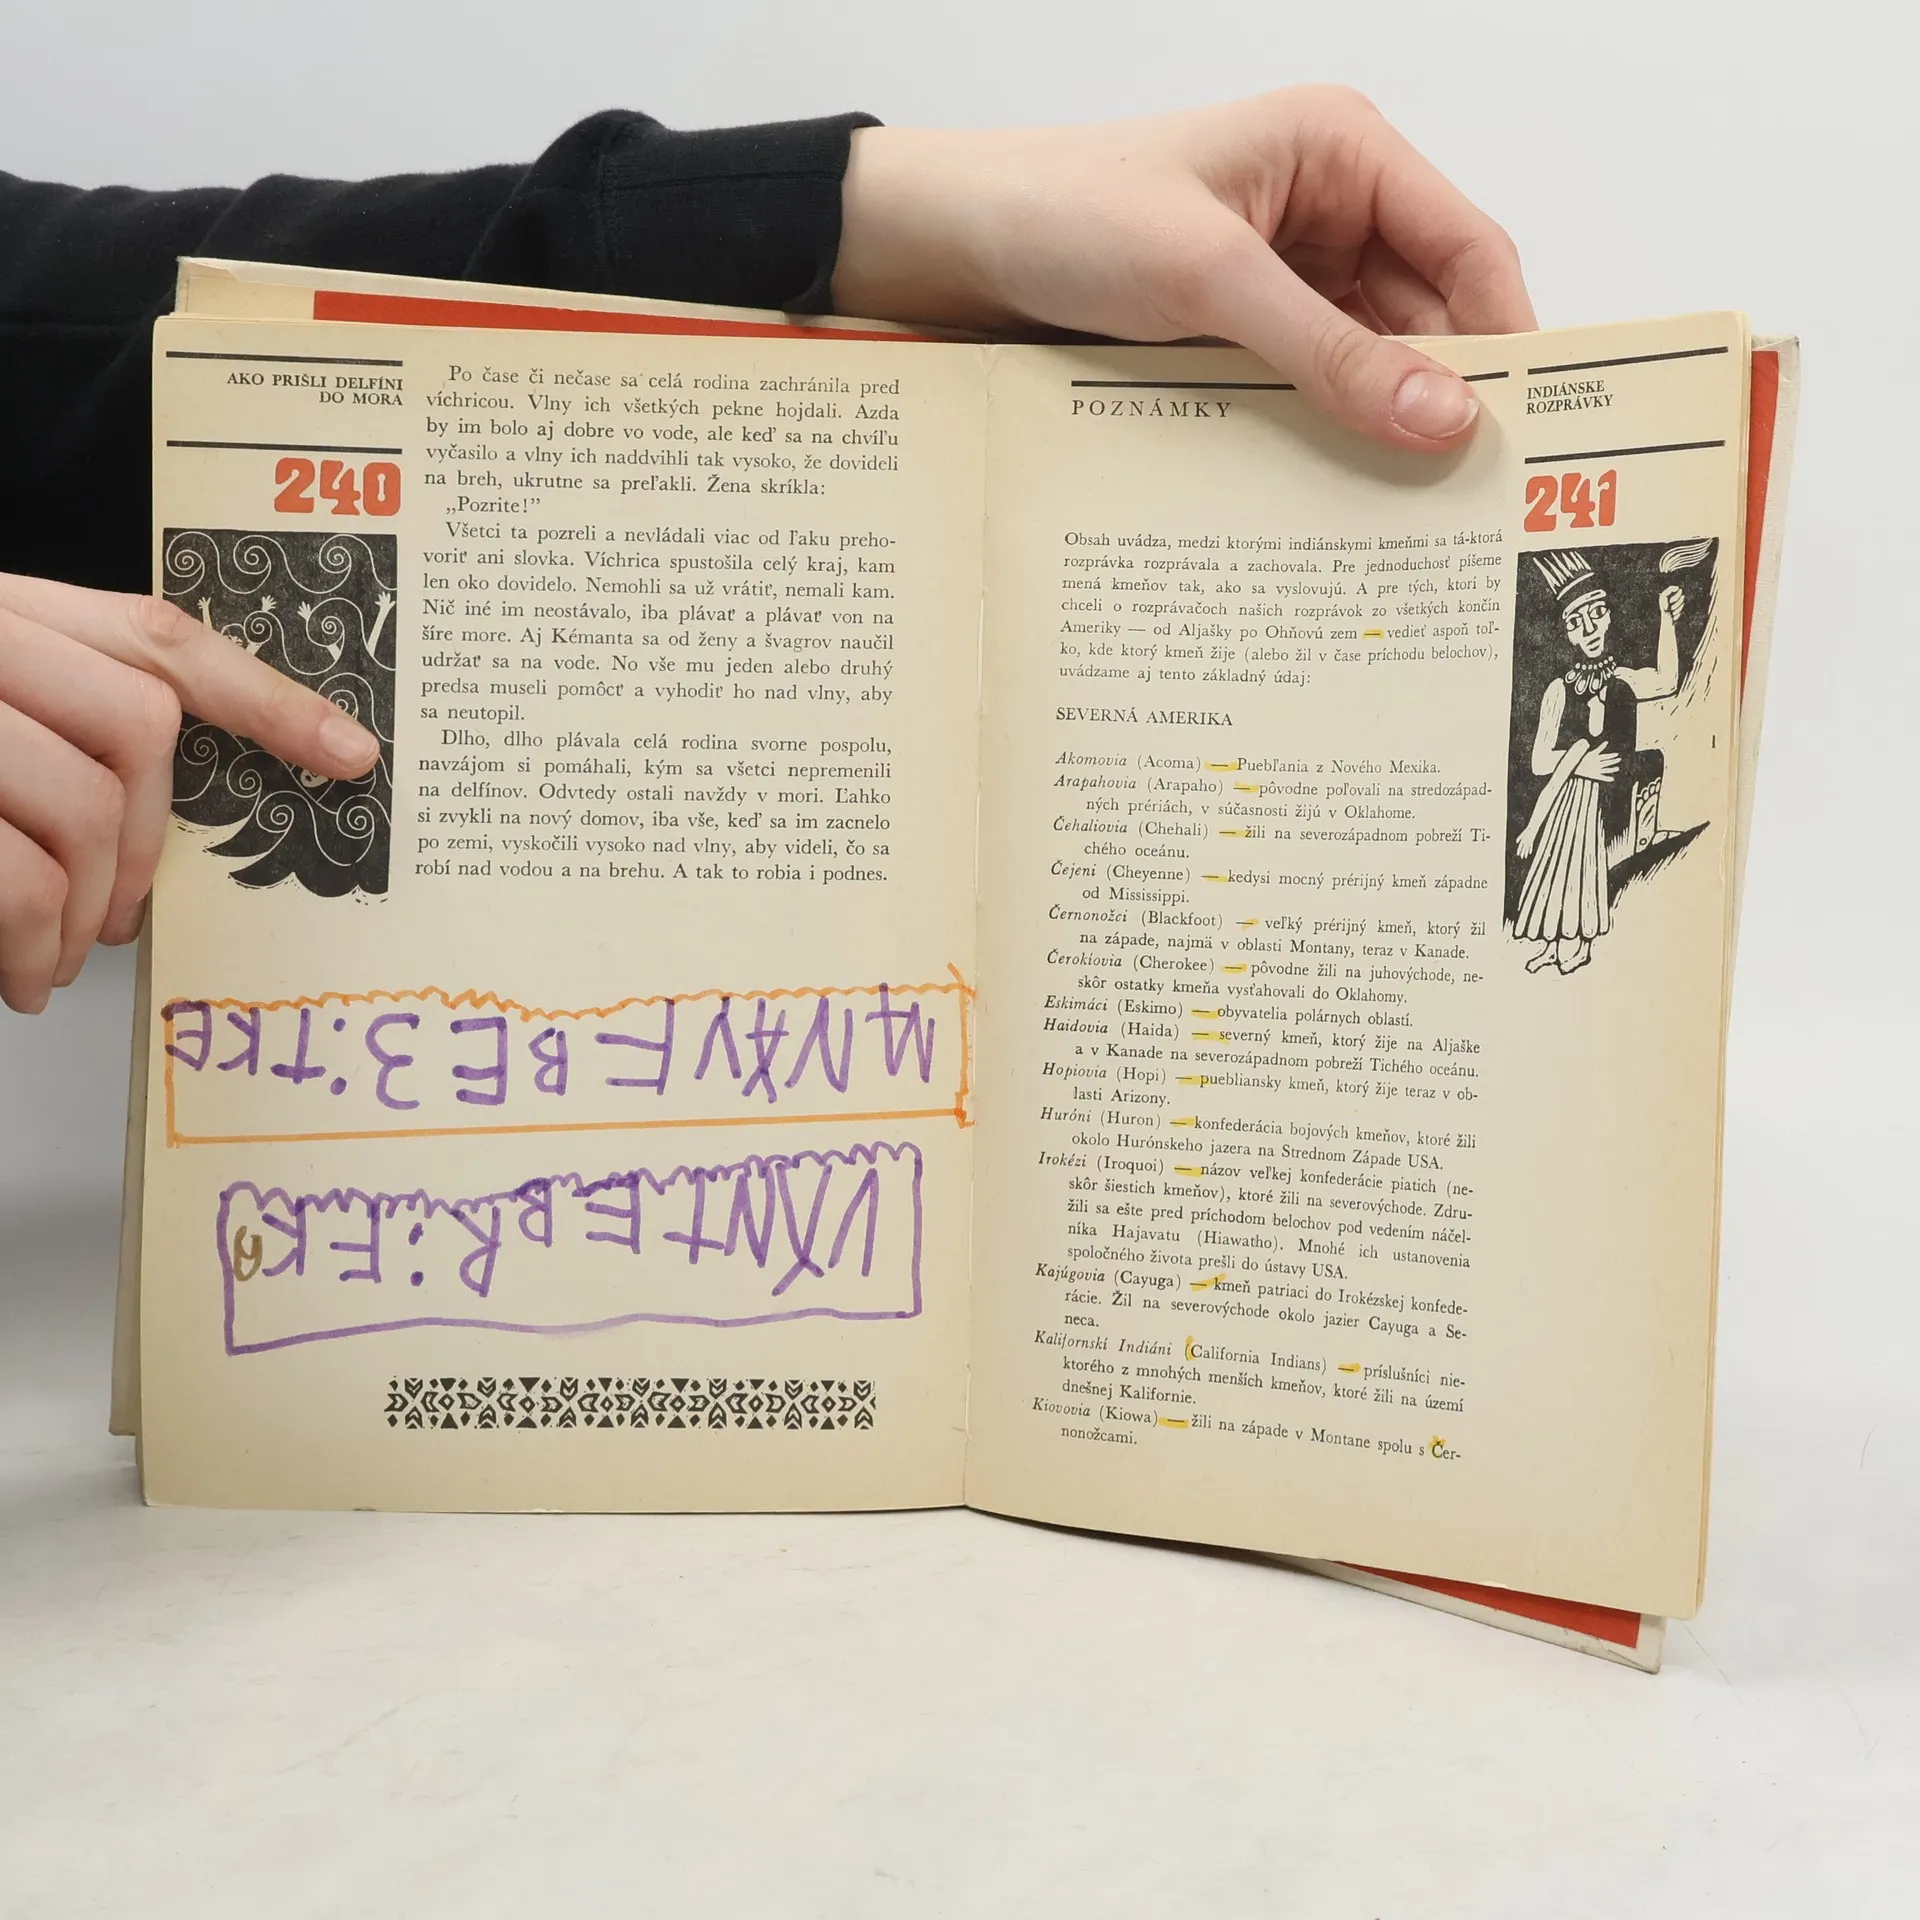 AKO PRIŠLI DELFÍNI
DO MORA
240
Po čase či nečase sa celá rodina zachránila pred
víchricou. Vlny ich všetkých pekne hojdali. Azda
by im bolo aj dobre vo vode, ale keď sa na chvíľu
vyčasilo a vlny ich naddvihli tak vysoko, že dovideli
na breh, ukrutne sa preľakli. Žena skríkla:
„Pozrite!”
Všetci ta pozreli a nevládali viac od ľaku preho-
voriť ani slovka. Víchrica spustošila celý kraj, kam
len oko dovidelo. Nemohli sa už vrátiť, nemali kam.
Nič iné im neostávalo, iba plávať a plávať von na
šíre more. Aj Kémanta sa od ženy a švagrov naučil
udržať sa na vode. No vše mu jeden alebo druhý
predsa museli pomôcť a vyhodiť ho nad vlny, aby
sa neutopil.
Dlho, dlho plávala celá rodina svorne pospolu,
navzájom si pomáhali, kým sa všetci nepremenili
na delfínov. Odvtedy ostali navždy v mori. Ľahko
si zvykli na nový domov, iba vše, keď sa im zacnelo
po zemi, vyskočili vysoko nad vlny, aby videli, čo sa
robí nad vodou a na brehu. A tak to robia i podnes.
POZNÁMKY
INDIÁNSKE
ROZPRÁVKY
241
Obsah uvádza, medzi ktorými indiánskymi kmeňmi sa tá-ktorá
rozprávka rozprávala a zachovala. Pre jednoduchosť píšeme
mená kmeňov tak, ako sa vyslovujú. A pre tých, ktorí by
chceli o rozprávačoch našich rozprávok zo všetkých končín
Ameriky — od Aljašky po Ohňovú zem — vedieť aspoň toľ-
ko, kde ktorý kmeň žije (alebo žil v čase príchodu belochov),
uvádzame aj tento základný údaj:
SEVERNÁ AMERIKA
Akomovia (Acoma) — Puebľania z Nového Mexika.
Arapahovia (Arapaho) — pôvodne poľovali na stredozápad-
ných prériách, v súčasnosti žijú v Oklahome.
Čehaliovia (Chehali) — žili na severozápadnom pobreží Ti-
chého oceánu.
Čejeni (Cheyenne) — kedysi mocný prérijný kmeň západne
od Mississippi.
Černonožci (Blackfoot) — veľký prérijný kmeň, ktorý žil
na západe, najmä v oblasti Montany, teraz v Kanade.
Čerokíovia (Cherokee) — pôvodne žili na juhovýchode, ne-
skôr ostatky kmeňa vysťahovali do Oklahomy.
Eskimáci (Eskimo) — obyvatelia polárnych oblastí.
Haidovia (Haida) — severný kmeň, ktorý žije na Aljaške
a v Kanade na severozápadnom pobreží Tichého oceánu.
Hopiovia (Hopi) — puebliansky kmeň, ktorý žije teraz v ob-
lasti Arizony.
Huróni (Huron) — konfederácia bojových kmeňov, ktoré žili
okolo Hurónskeho jazera na Strednom Západe USA.
Irokézi (Iroquoi) — názov veľkej konfederácie piatich (ne-
skôr šiestich kmeňov), ktoré žili na severovýchode. Zdru-
žili sa ešte pred príchodom belochov pod vedením náčel-
níka Hajavatu (Hiawatho). Mnohé ich ustanovenia
spoločného života prešli do ústavy USA.
Kajúgovia (Cayuga) — kmeň patriaci do Irokézskej konfede-
rácie. Žil na severovýchode okolo jazier Cayuga a Se-
neca.
Kalifornskí Indiáni (California Indians) — príslušníci nie-
ktorého z mnohých menších kmeňov, ktoré žili na území
dnešnej Kalifornie.
Kiovovia (Kiowa) — žili na západe v Montane spolu s Čer-
nonožcami.